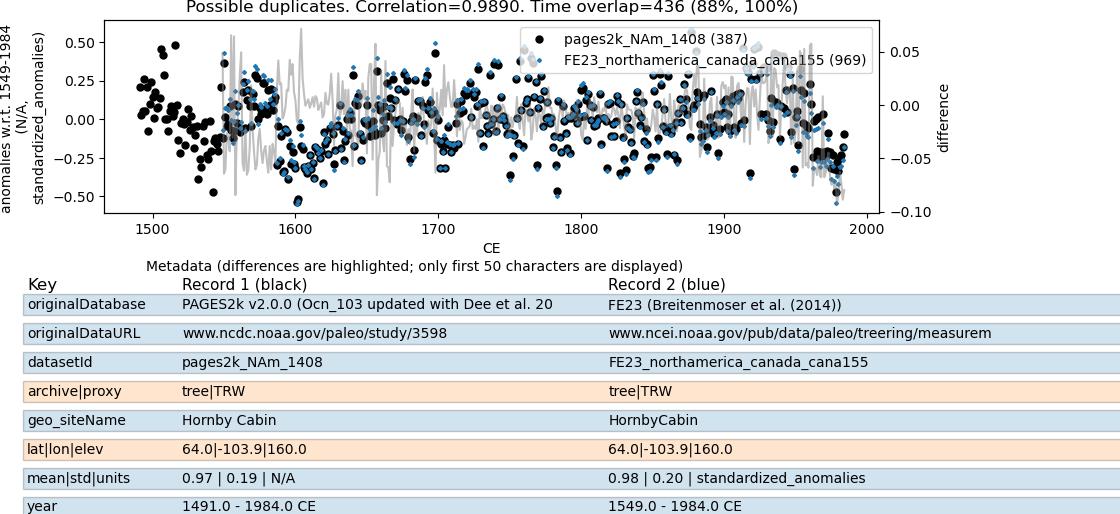 Possible duplicates. Correlation=0.9890. Time overlap=436 (88%, 100%)
anomalies w.r.t. 1549-1984
(N/A,
standardized_anomalies)
0.50
0.25
0.00
−0.25
−0.50
pages2k_NAm_1408 (387)
FE23_northamerica_canada_cana155 (969)
0.05
0.00
−0.05
−0.10
difference
1500 1600 1700 1800 1900 2000
CE
Metadata (differences are highlighted; only first 50 characters are displayed)
Key Record 1 (black) Record 2 (blue)
originalDatabase PAGES2k v2.0.0 (Ocn_103 updated with Dee et al. 20 FE23 (Breitenmoser et al. (2014))
originalDataURL www.ncdc.noaa.gov/paleo/study/3598 www.ncei.noaa.gov/pub/data/paleo/treering/measurem
datasetId pages2k_NAm_1408 FE23_northamerica_canada_cana155
archive|proxy tree|TRW tree|TRW
geo_siteName Hornby Cabin HornbyCabin
lat|lon|elev 64.0|-103.9|160.0 64.0|-103.9|160.0
mean|std|units 0.97 | 0.19 | N/A 0.98 | 0.20 | standardized_anomalies
year 1491.0 - 1984.0 CE 1549.0 - 1984.0 CE